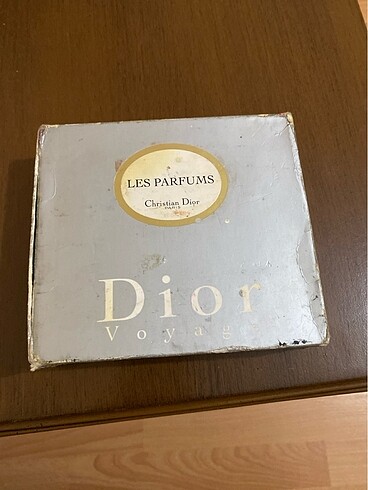 LES PARFUMS
Christian Dior
PARIS
Dior
Voyag